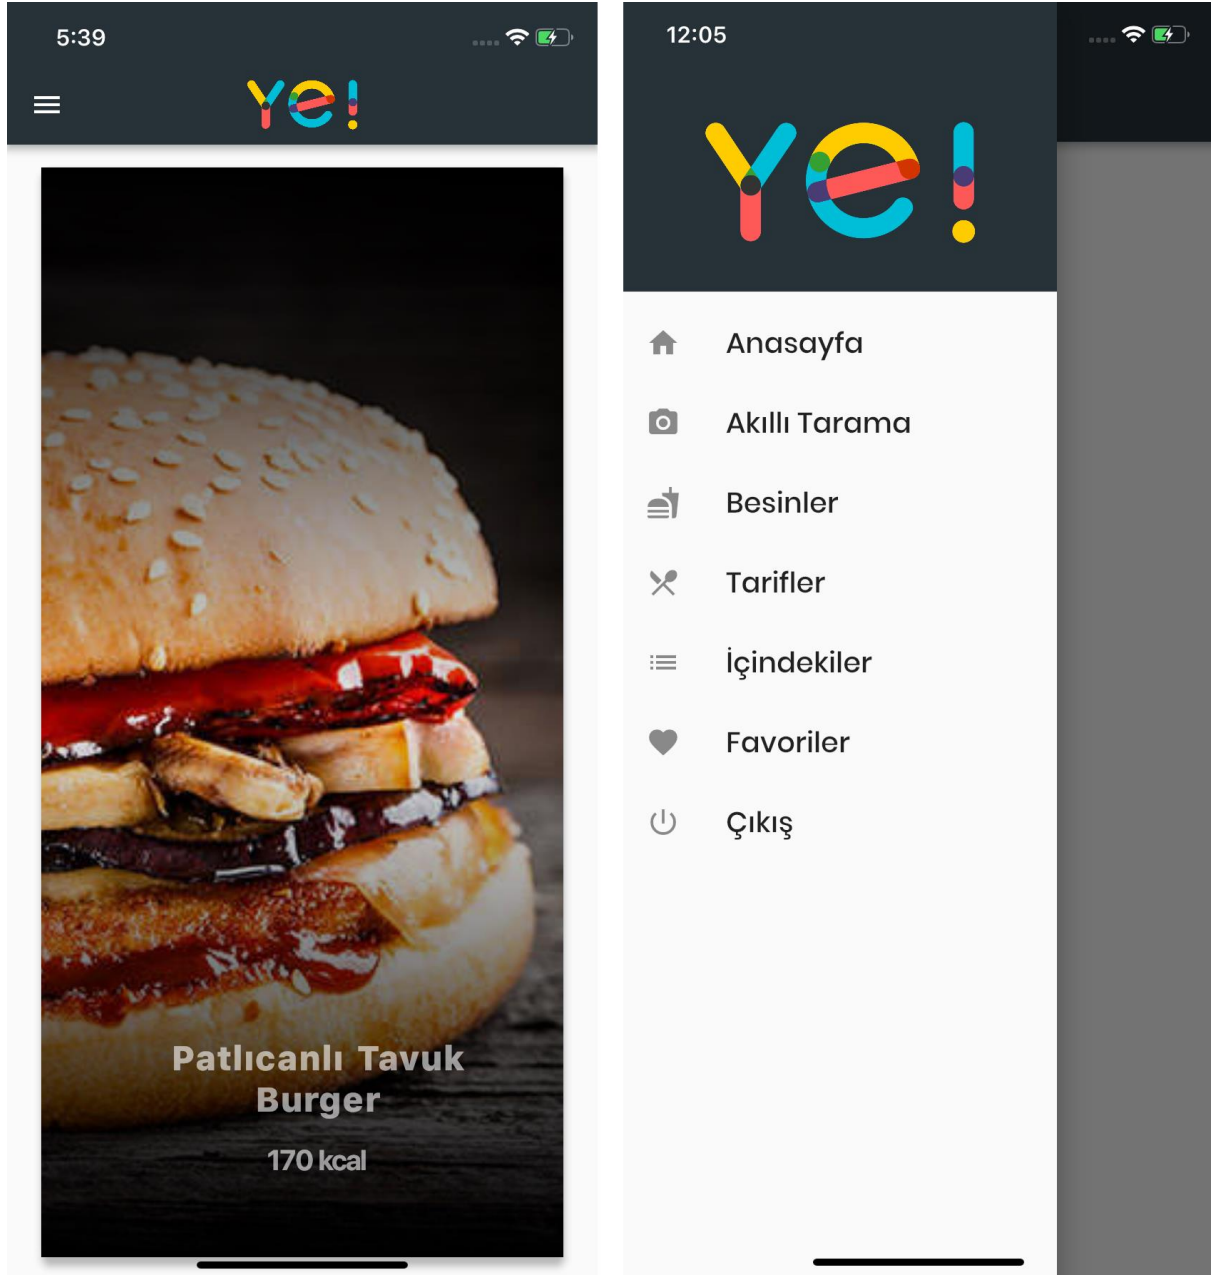 5:39
Ye!
Patlıcanlı Tavuk
Burger
170 kcal
12:05
Ye!
Anasayfa
Akıllı Tarama
Besinler
Tarifler
İçindekiler
Favoriler
Çıkış